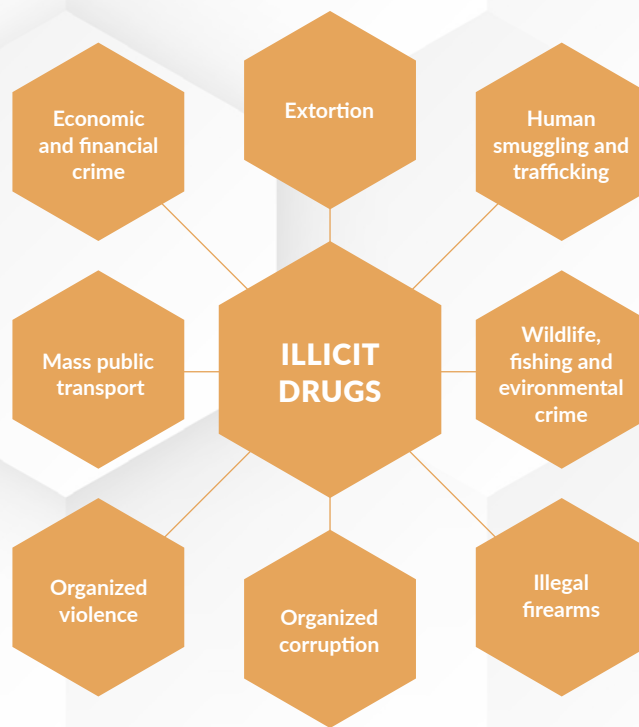 Economic
and financial
crime
Extortion
Human
smuggling and
trafficking
Mass public
transport
ILLICIT
DRUGS
Wildlife,
fishing and
evironmental
crime
Organized
violence
Organized
corruption
Illegal
firearms